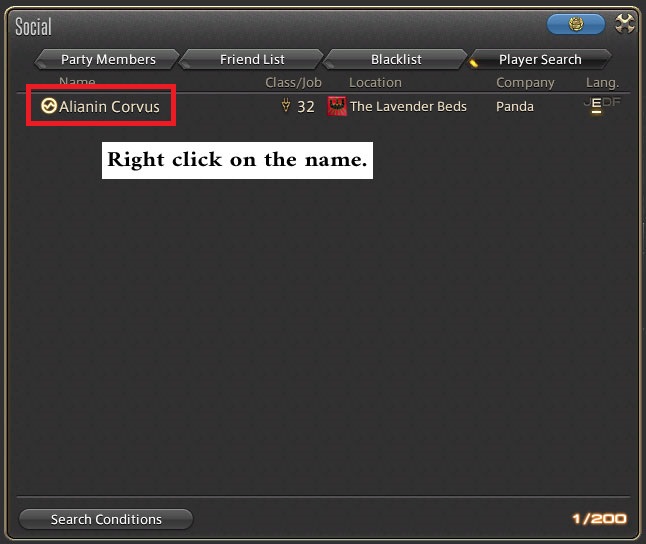 Social
Party Members Friend List Blacklist Player Search
Name Class/Job Location Company Lang.
Alianin Corvus 32 The Lavender Beds Panda JEDF
Right click on the name.
Search Conditions 1/200